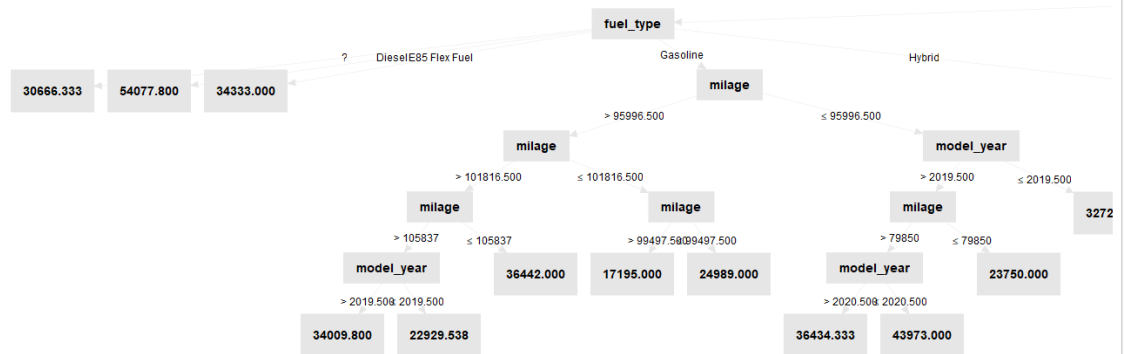 fuel_type
? Diesel E85 Flex Fuel Gasoline Hybrid
30666.333 54077.800 34333.000 milage
> 95996.500 ≤ 95996.500
milage model_year
> 101816.500 ≤ 101816.500 > 2019.500 ≤ 2019.500
milage milage milage 3272
> 105837 ≤ 105837 > 99497.500 ≤ 99497.500 > 79850 ≤ 79850
model_year 36442.000 17195.000 24989.000 model_year 23750.000
> 2019.500 ≤ 2019.500 > 2020.500 ≤ 2020.500
34009.800 22929.538 36434.333 43973.000